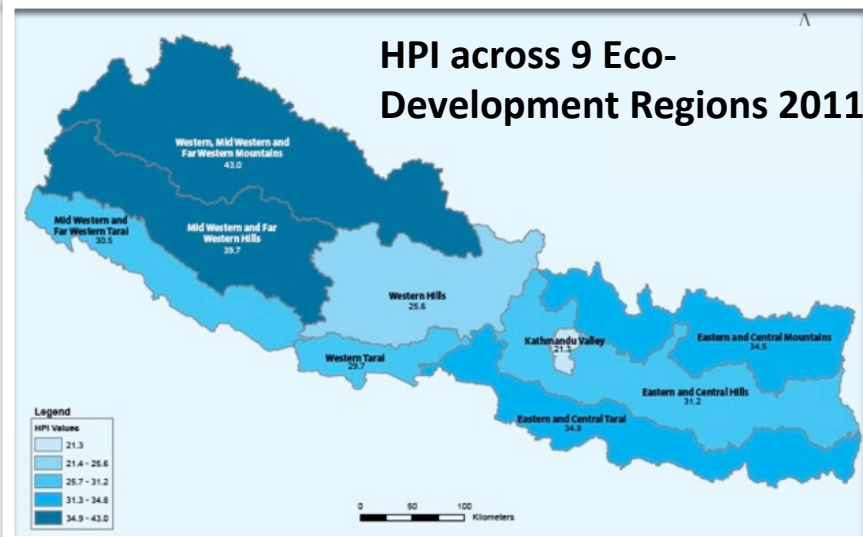 HPI across 9 Eco-
Development Regions 2011
Western, Mid Western and
Far Western Mountains
43.0
Mid Western and
Far Western Tarai
30.5
Mid Western and Far
Western Hills
39.7
Western Hills
25.6
Kathmandu Valley
21.3
Eastern and Central Mountains
34.5
Western Tarai
29.7
Eastern and Central Hills
31.2
Eastern and Central Tarai
34.8
Legend
HPI Values
21.3
21.4 - 25.6
25.7 - 31.2
31.3 - 34.8
34.9 - 43.0
0 50 100
Kilometers